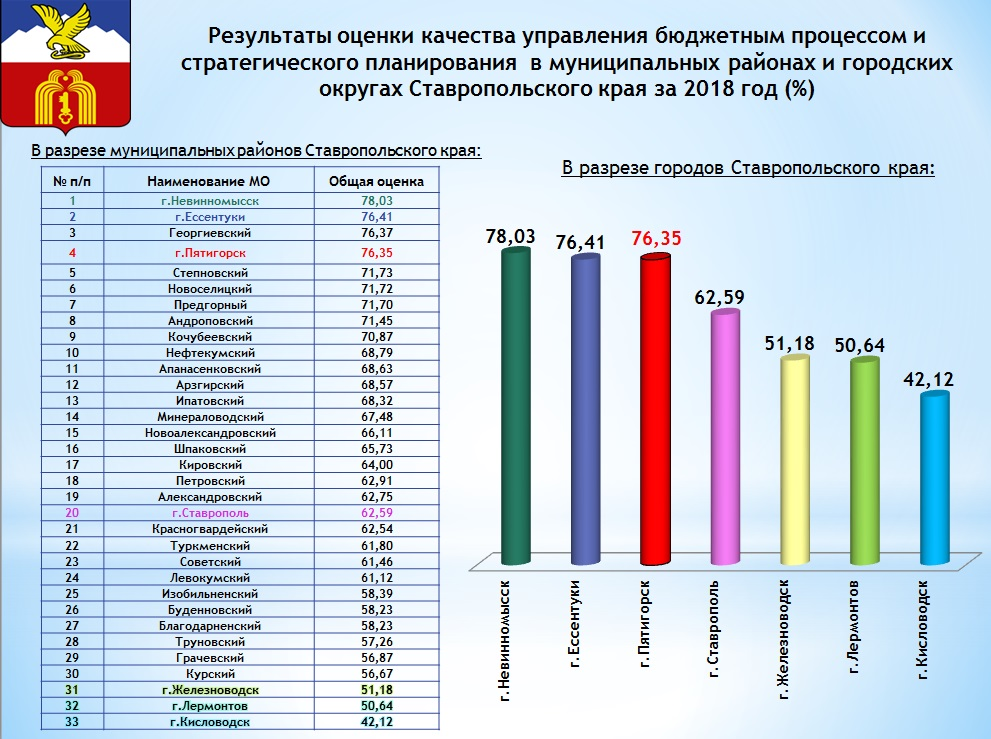 Результаты оценки качества управления бюджетным процессом и
стратегического планирования в муниципальных районах и городских
округах Ставропольского края за 2018 год (%)
В разрезе муниципальных районов Ставропольского края:
№ п/п Наименование МО Общая оценка
1 г.Невинномысск 78,03
2 г.Ессентуки 76,41
3 Георгиевский 76,37
4 г.Пятигорск 76,35
5 Степновский 71,73
6 Новоселицкий 71,72
7 Предгорный 71,70
8 Андроповский 71,45
9 Кочубеевский 70,87
10 Нефтекумский 68,79
11 Апанасенковский 68,63
12 Арзгирский 68,57
13 Ипатовский 68,32
14 Минераловодский 67,48
15 Новоалександровский 66,11
16 Шпаковский 65,73
17 Кировский 64,00
18 Петровский 62,91
19 Александровский 62,75
20 г.Ставрополь 62,59
21 Красногвардейский 62,54
22 Туркменский 61,80
23 Советский 61,46
24 Левокумский 61,12
25 Изобильненский 58,39
26 Буденновский 58,23
27 Благодарненский 58,23
28 Труновский 57,26
29 Грачевский 56,87
30 Курский 56,67
31 г.Железноводск 51,18
32 г.Лермонтов 50,64
33 г.Кисловодск 42,12
В разрезе городов Ставропольского края:
78,03
76,41
76,35
62,59
51,18
50,64
42,12
г. Невинномысск
г. Ессентуки
г. Пятигорск
г. Ставрополь
г. Железноводск
г. Лермонтов
г. Кисловодск